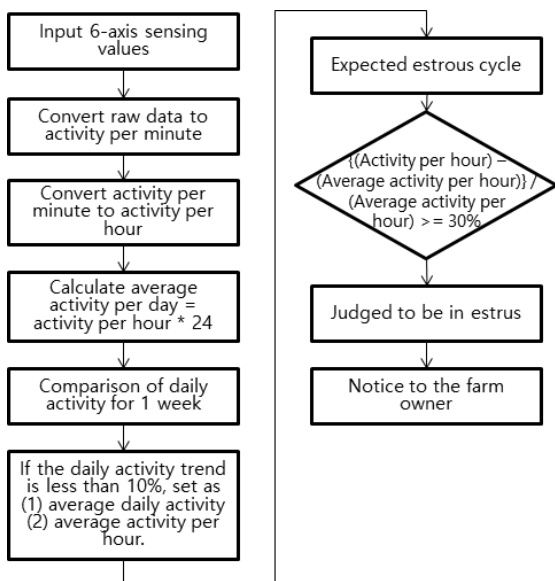 Input 6-axis sensing
values
Convert raw data to
activity per minute
Convert activity per
minute to activity per
hour
Calculate average
activity per day =
activity per hour * 24
Comparison of daily
activity for 1 week
If the daily activity trend
is less than 10%, set as
(1) average daily activity
(2) average activity per
hour.
Expected estrous cycle
{(Activity per hour) –
(Average activity per hour)} /
(Average activity per
hour) >= 30%
Judged to be in estrus
Notice to the farm
owner